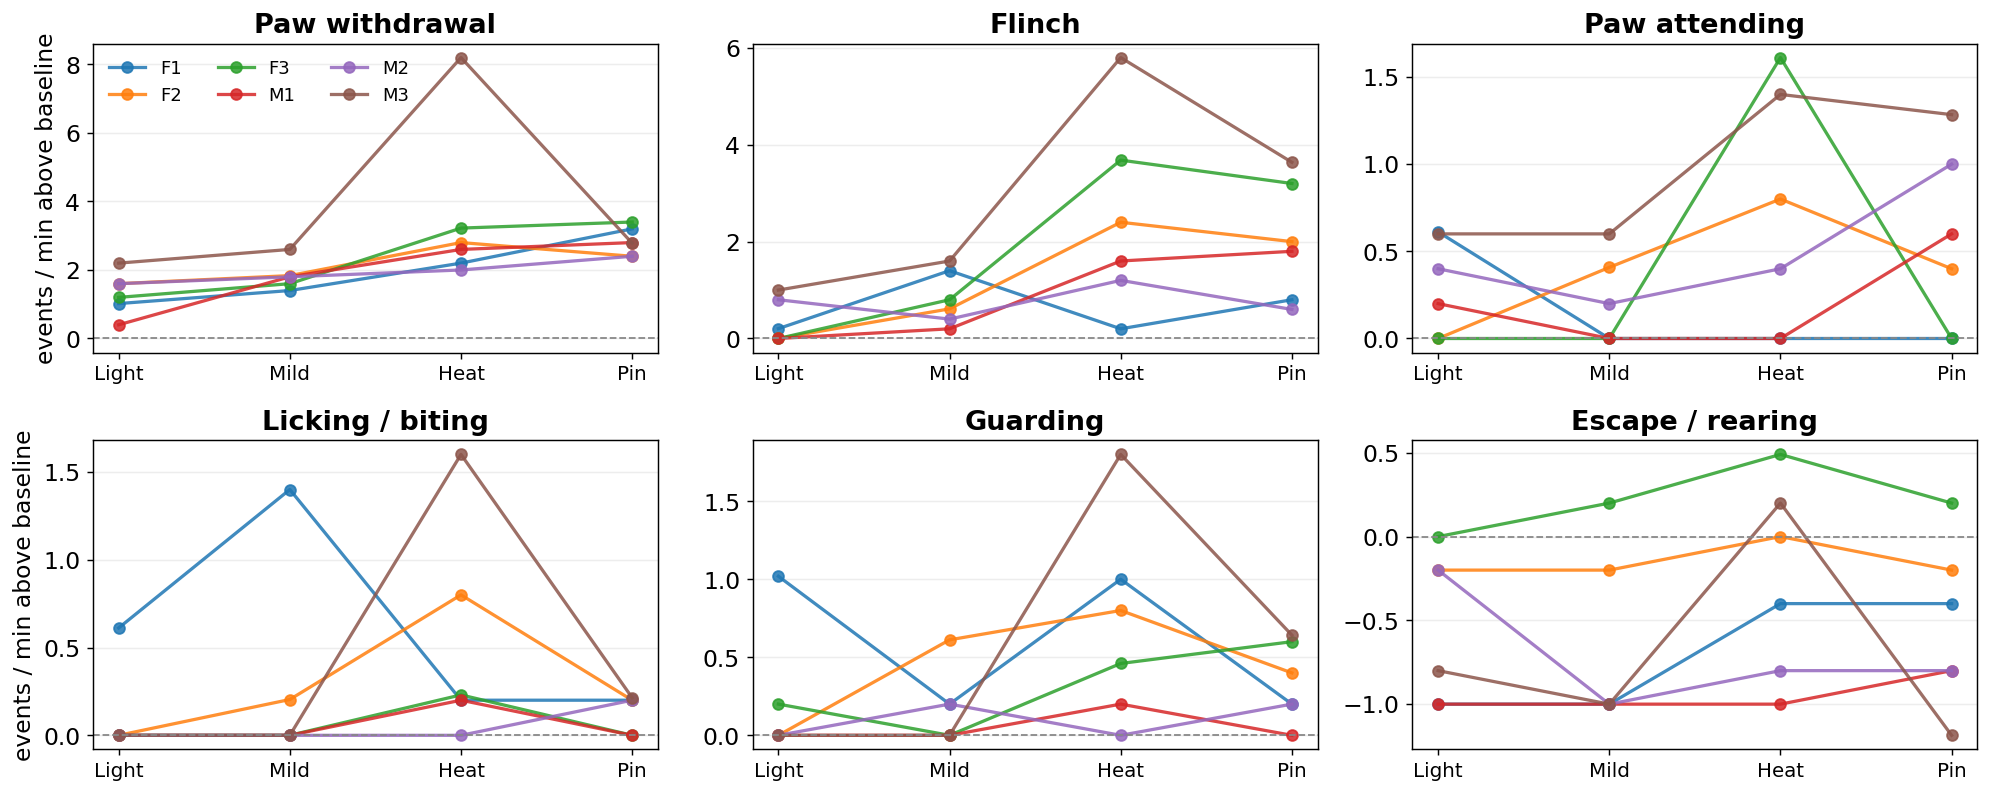 Paw withdrawal
events / min above baseline
8
6
4
2
0
F1 F3 M2
F2 M1 M3
Light Mild Heat Pin
Flinch
6
4
2
0
Light Mild Heat Pin
Paw attending
1.5
1.0
0.5
0.0
Light Mild Heat Pin
Licking / biting
events / min above baseline
1.5
1.0
0.5
0.0
Light Mild Heat Pin
Guarding
1.5
1.0
0.5
0.0
Light Mild Heat Pin
Escape / rearing
0.5
0.0
−0.5
−1.0
Light Mild Heat Pin